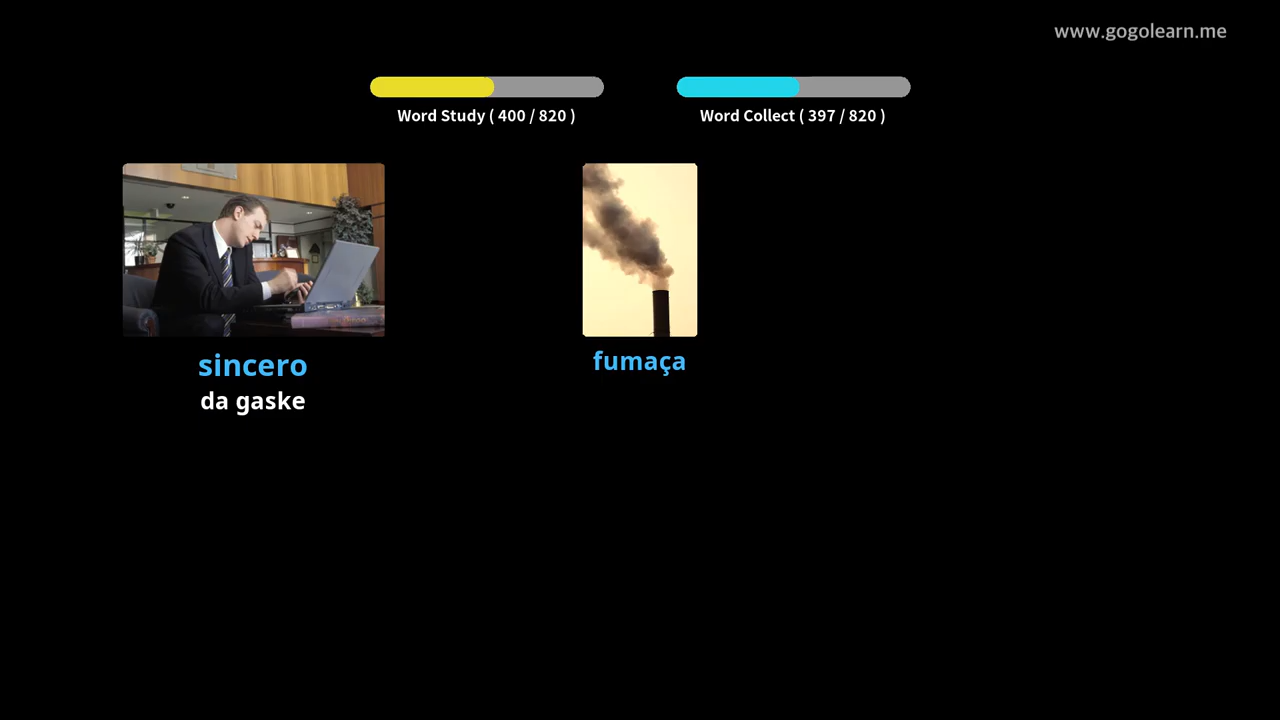 www.gogolearn.me
Word Study ( 400 / 820 )
Word Collect ( 397 / 820 )
sincero
da gaske
fumaça